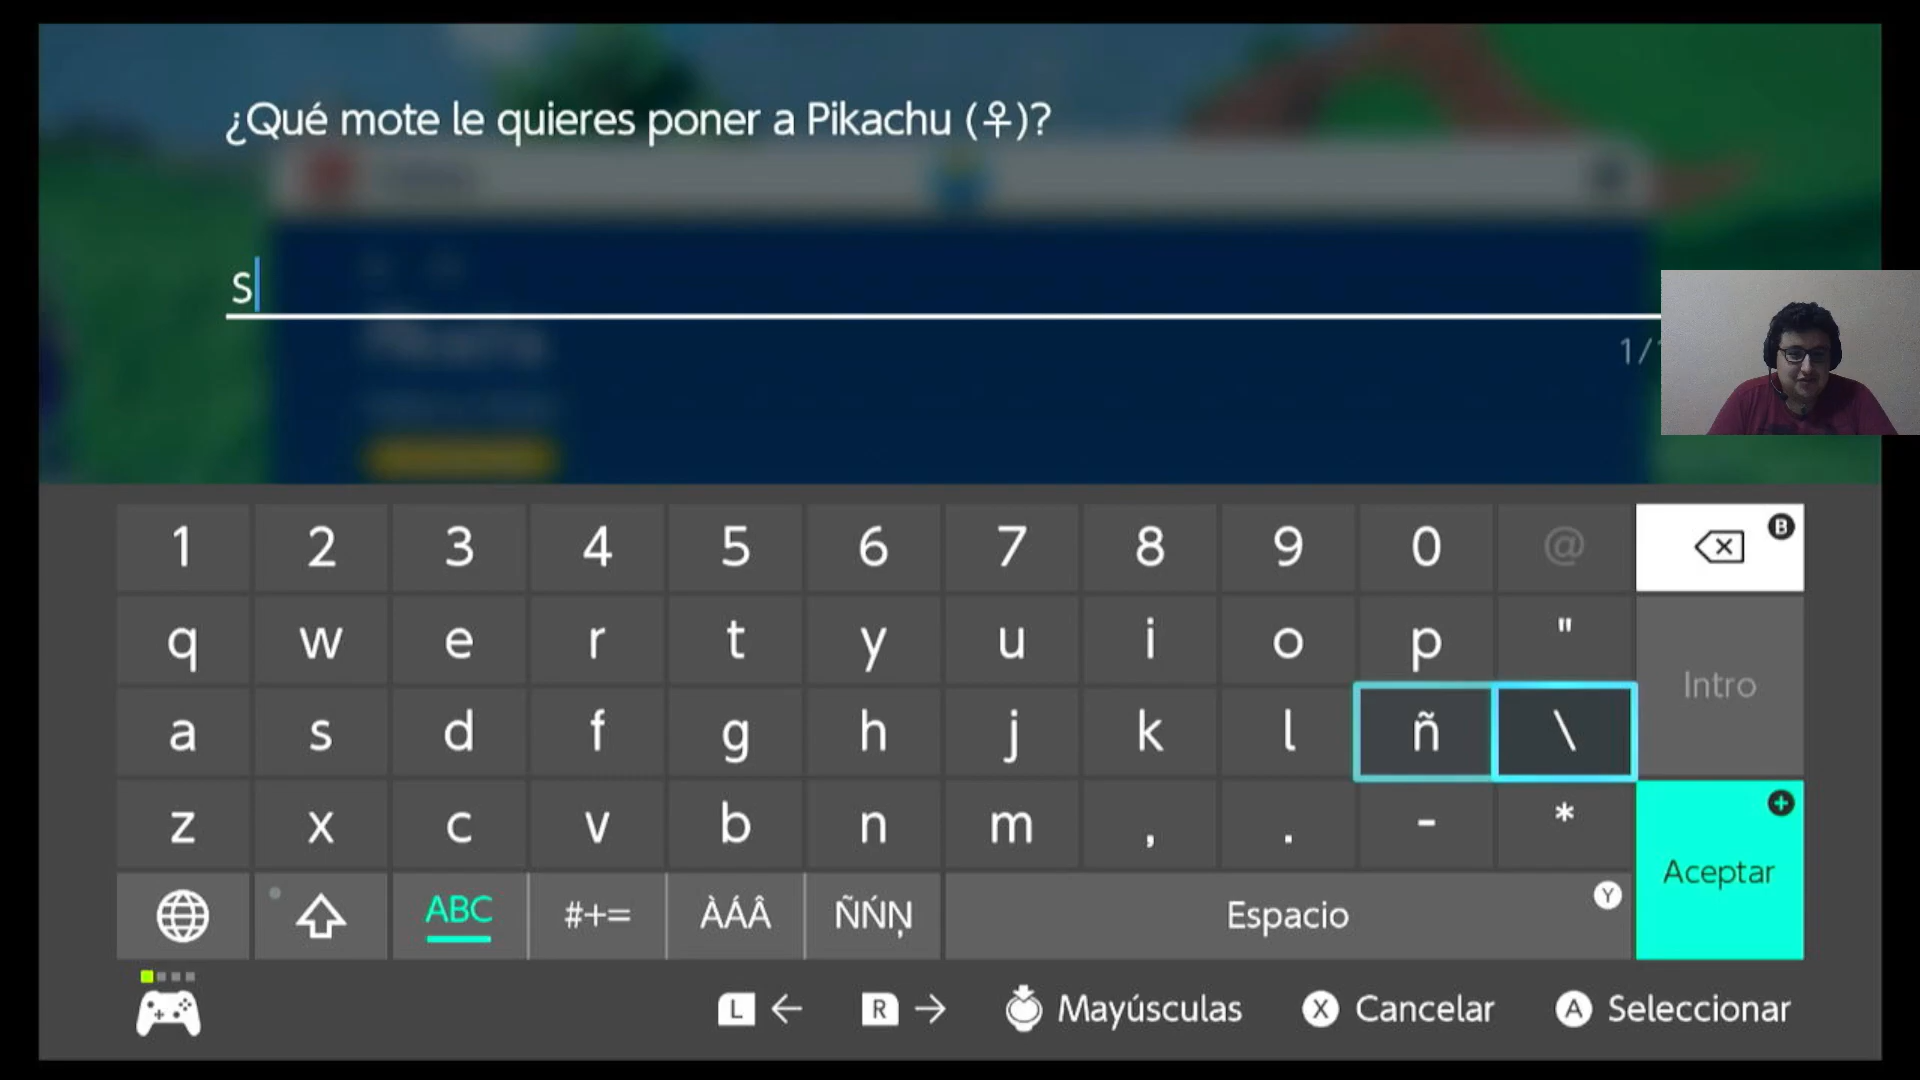 ¿Qué mote le quieres poner a Pikachu (♀)?
S
1/
1 2 3 4 5 6 7 8 9 0 @ B
q w e r t y u i o p "
Intro
a s d f g h j k l ñ \
z x c v b n m , . - * +
Aceptar
ABC #+= ÀÁÂ ÑŃŅ Espacio Y
L ← R → Mayúsculas X Cancelar A Seleccionar